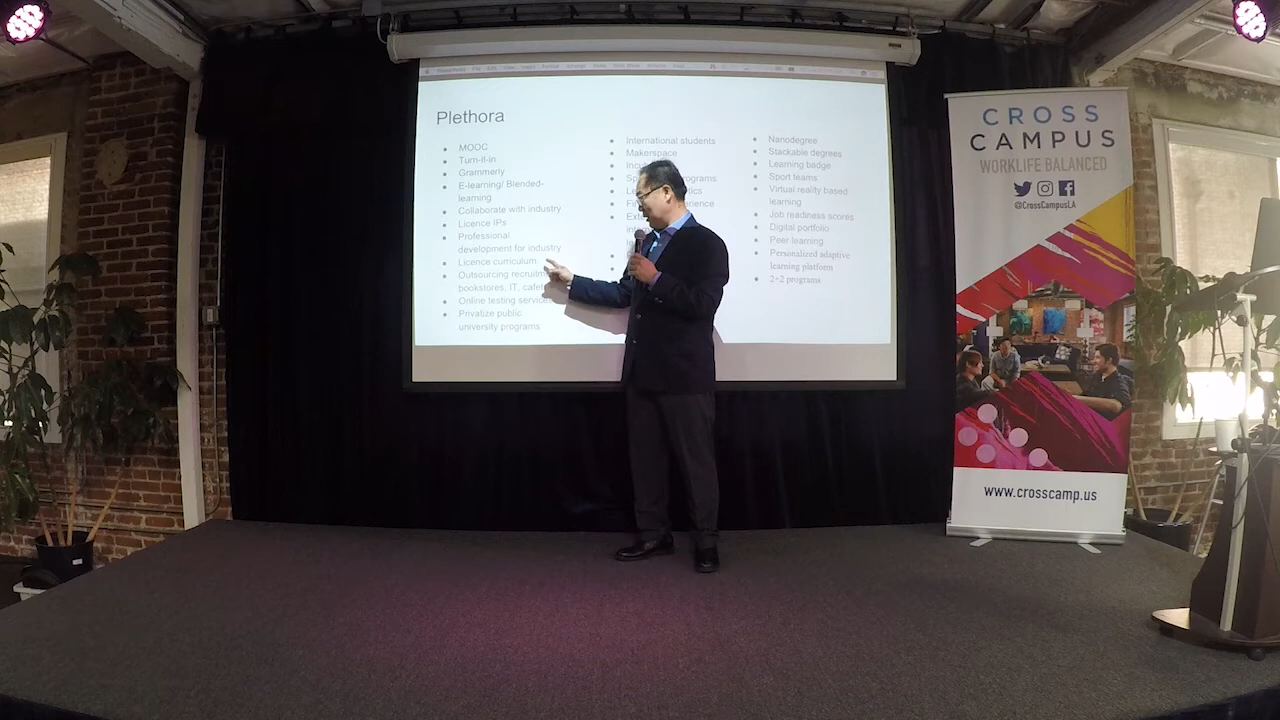 Plethora
MOOC
Turn-it-in
Grammerly
E-learning/ Blended-
learning
Collaborate with industry
Licence IPs
Professional
development for industry
Licence curriculum
Outsourcing
bookstores, IT,
Online testing services
Privatize public
university programs
International students
Makerspace
Nanodegree
Stackable degrees
Learning badge
Sport teams
Virtual reality based
learning
Job readiness scores
Digital portfolio
Peer learning
Personalized adaptive
learning platform
2+2 programs
CROSS
CAMPUS
WORKLIFE BALANCED
@CrossCampusLA
www.crosscamp.us